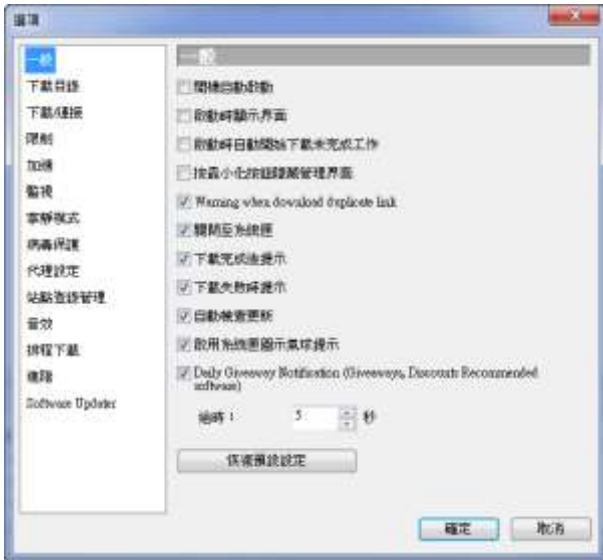 選項
一般
下載目錄
下載/連接
限制
加速
監視
寧靜模式
病毒保護
代理設定
站點登錄管理
音效
排程下載
進階
Software Updater
一般
開機自動啟動
啟動時顯示界面
啟動時自動開始下載未完成工作
按最小化按鈕隱藏管理界面
Warning when download duplicate link
關閉至系統匣
下載完成後提示
下載失敗時提示
自動檢查更新
啟用系統匣圖示氣球提示
Daily Giveaway Notification (Giveaways, Discounts Recommended
software)
逾時：
5
秒
恢復預設設定
確定
取消